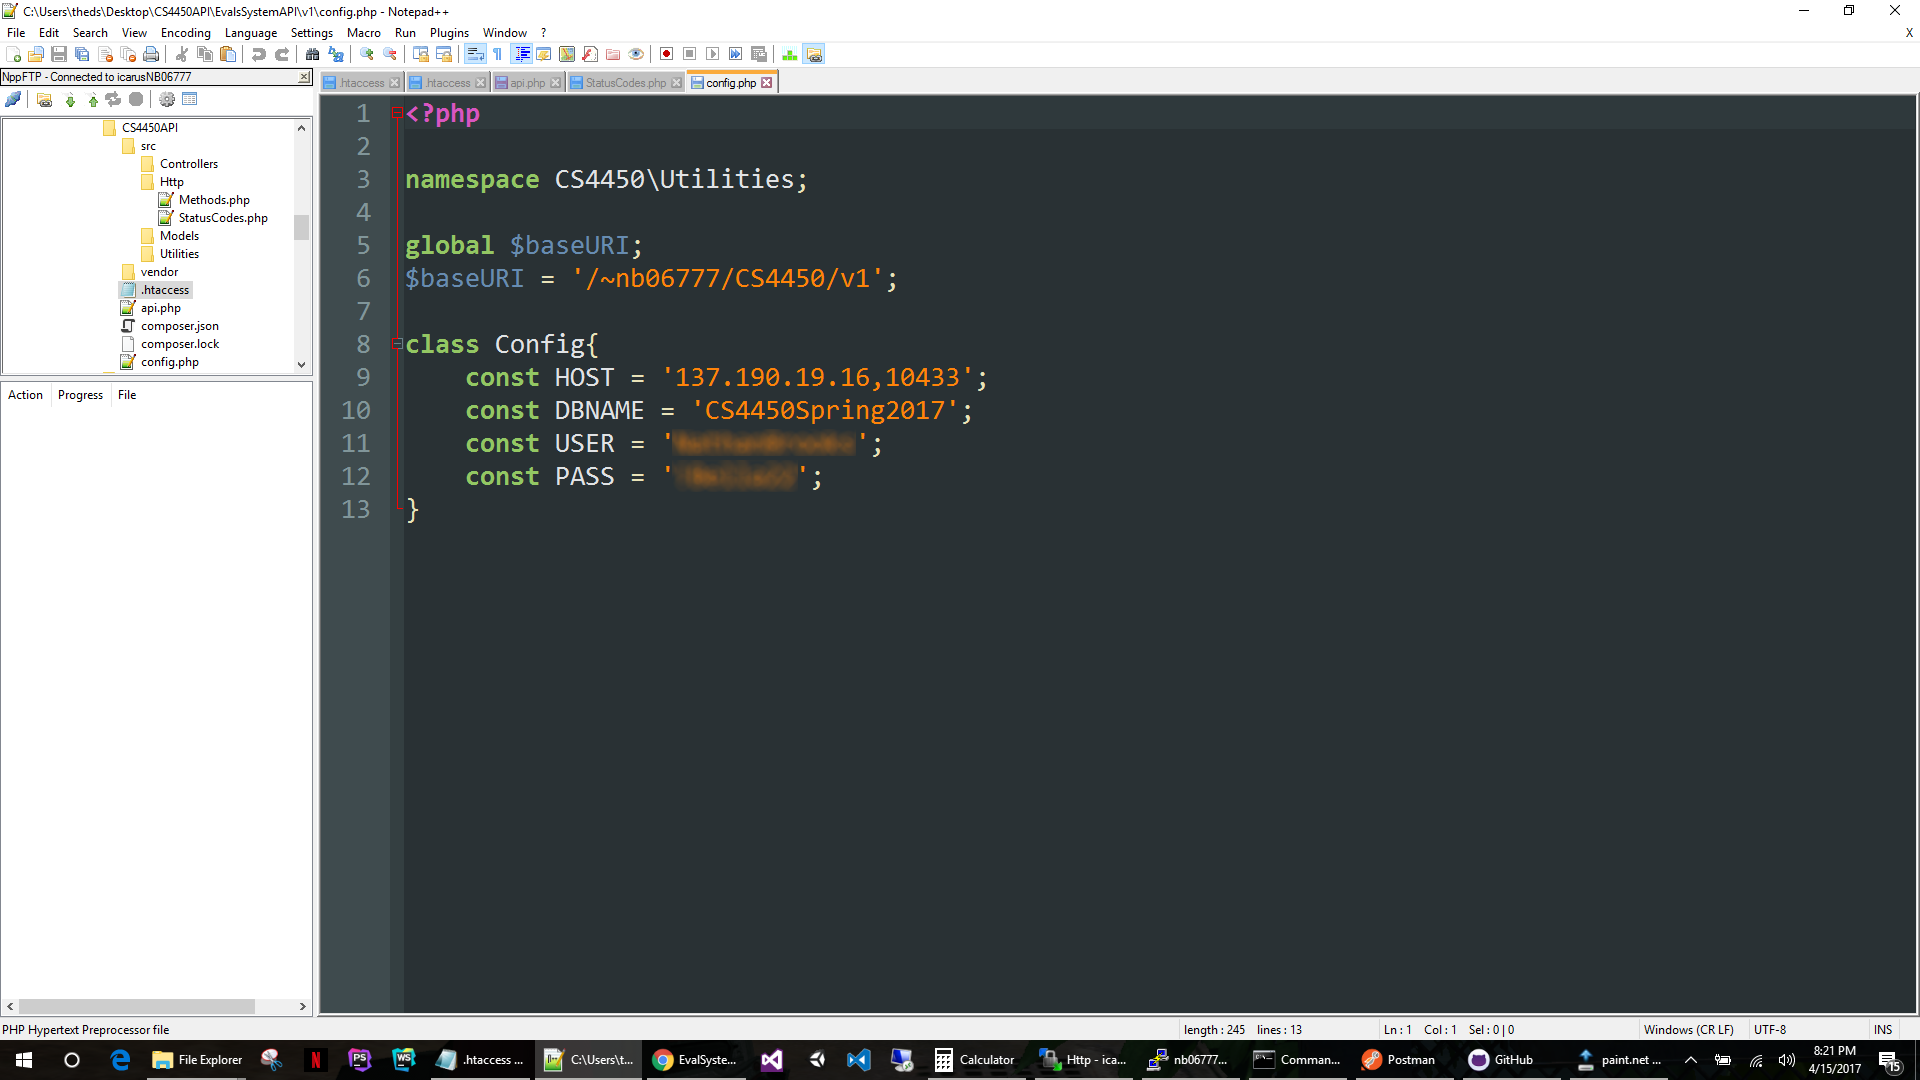 C:\Users\theds\Desktop\CS4450API\EvalsSystemAPI\v1\config.php - Notepad++
File Edit Search View Encoding Language Settings Macro Run Plugins Window ? X
NppFTP - Connected to icarusNB06777
.htaccess .htaccess api.php StatusCodes.php config.php
CS4450API
src
Controllers
Http
Methods.php
StatusCodes.php
Models
Utilities
vendor
.htaccess
api.php
composer.json
composer.lock
config.php
Action Progress File
1 <?php
2
3 namespace CS4450\Utilities;
4
5 global $baseURI;
6 $baseURI = '/~nb06777/CS4450/v1';
7
8 class Config{
9 const HOST = '137.190.19.16,10433';
10 const DBNAME = 'CS4450Spring2017';
11 const USER = '';
12 const PASS = '';
13 }
PHP Hypertext Preprocessor file length : 245 lines : 13 Ln : 1 Col : 1 Sel : 0 | 0 Windows (CR LF) UTF-8 INS
File Explorer .htaccess ... C:\Users\t... EvalSyste... Calculator Http - ica... nb06777... Comman... Postman GitHub paint.net ... 8:21 PM
4/15/2017
15